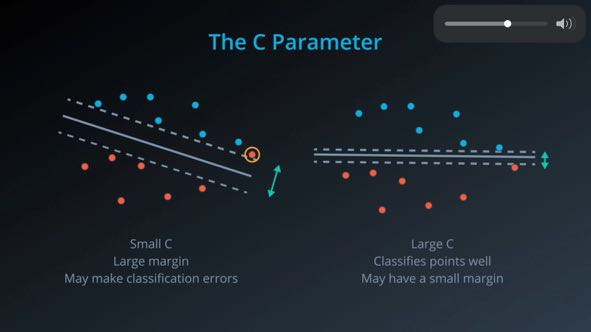 The C Parameter
Small C
Large margin
May make classification errors
Large C
Classifies points well
May have a small margin